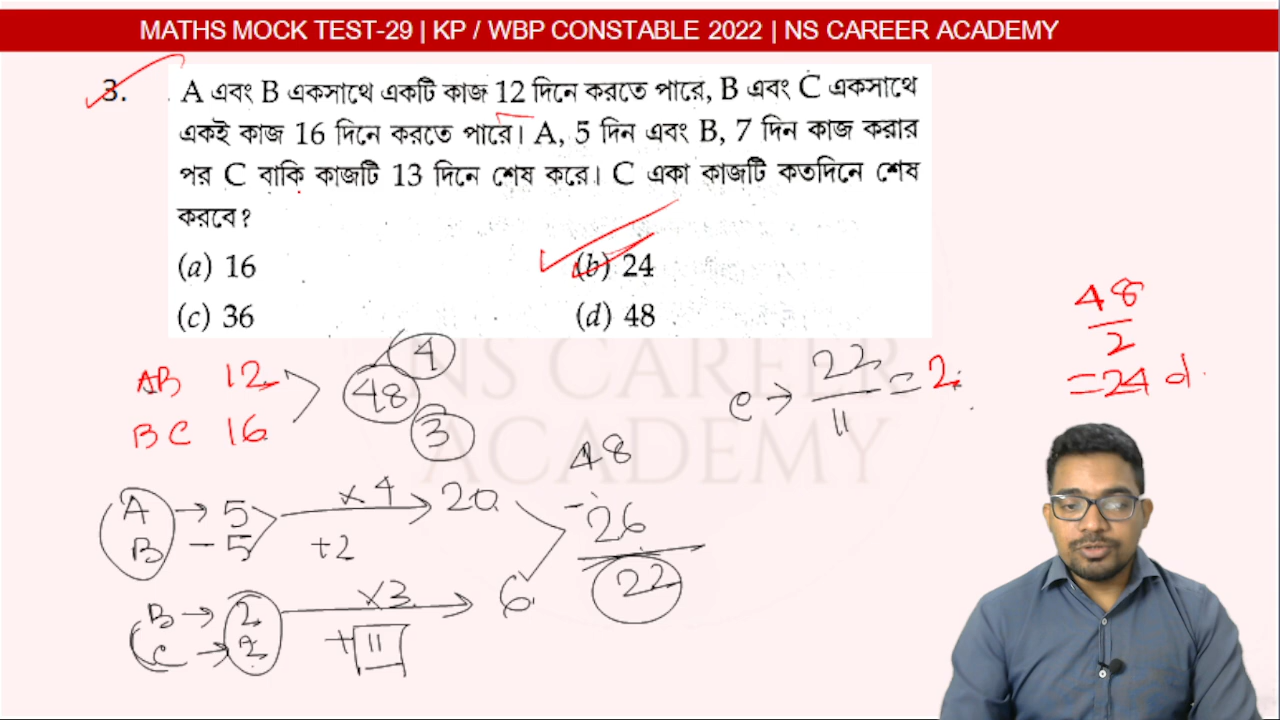 MATHS MOCK TEST-29 | KP / WBP CONSTABLE 2022 | NS CAREER ACADEMY
3. A এবং B একসাথে একটি কাজ 12 দিনে করতে পারে, B এবং C একসাথে
একই কাজ 16 দিনে করতে পারে। A, 5 দিন এবং B, 7 দিন কাজ করার
পর C বাকি কাজটি 13 দিনে শেষ করে। C একা কাজটি কতদিনে শেষ
করবে?
(a) 16 (b) 24
(c) 36 (d) 48
NS CAREER
ACADEMY
AB 12
BC 16
48
4
3
A → 5
B – 5
×4 → 20
+2
B → 2
C → 2
×3 → 6
+ 11
48
- 26
22
C → 22/11 = 2
48
2
= 24 d